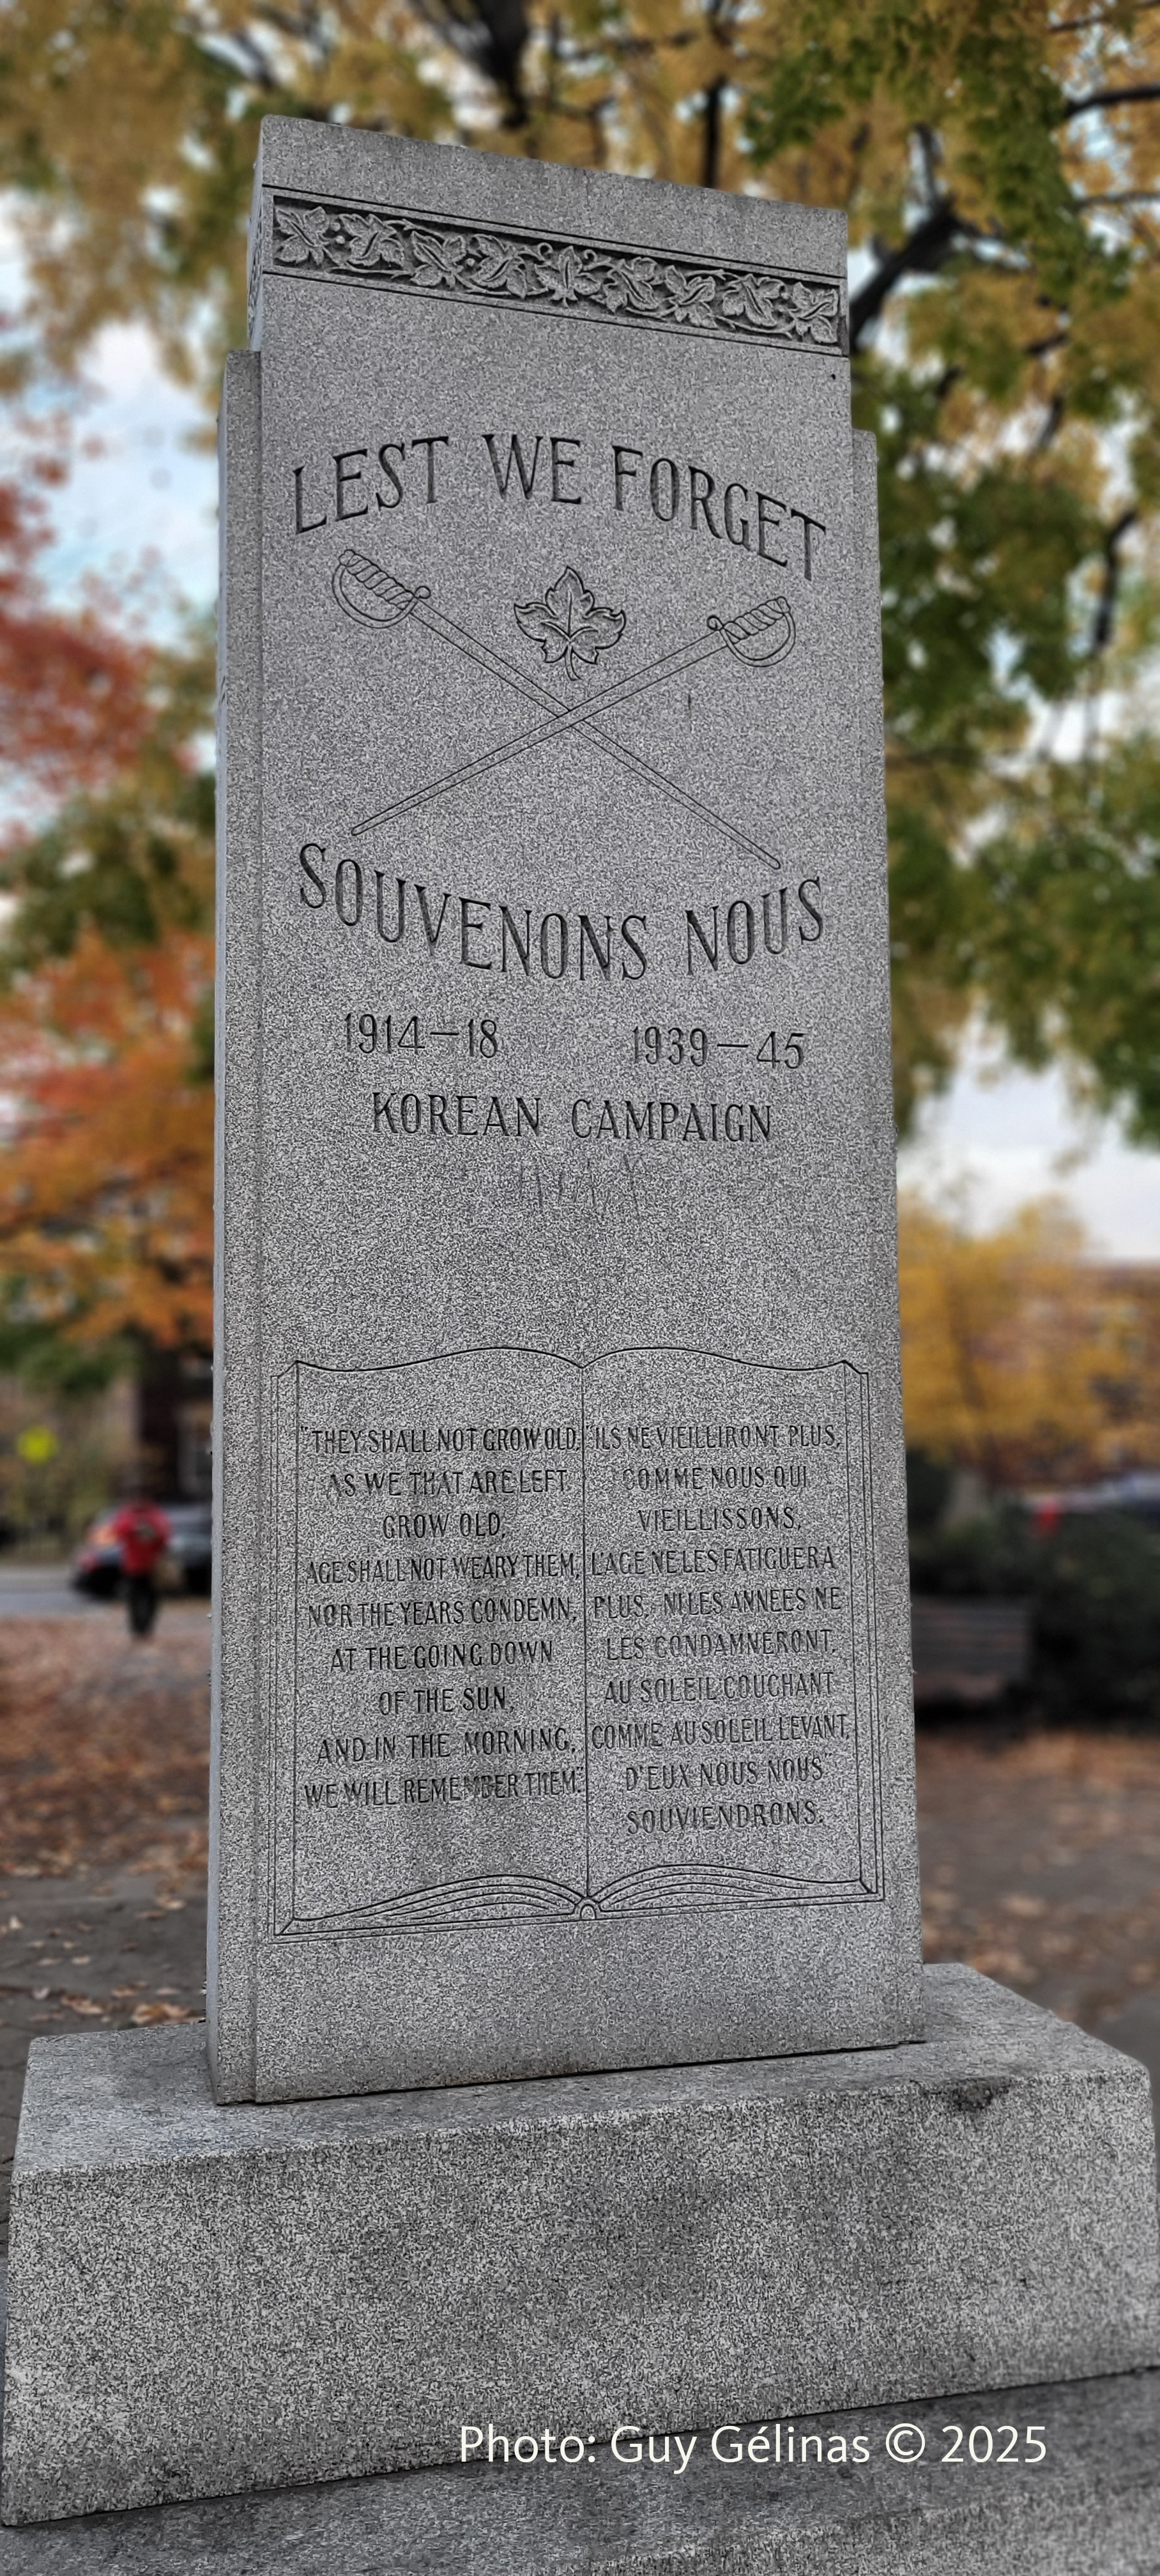 LEST WE FORGET
SOUVENONS NOUS
1914-18 1939-45
KOREAN CAMPAIGN
"THEY SHALL NOT GROW OLD,
AS WE THAT ARE LEFT
GROW OLD,
AGE SHALL NOT WEARY THEM,
NOR THE YEARS CONDEMN,
AT THE GOING DOWN
OF THE SUN,
AND IN THE MORNING,
WE WILL REMEMBER THEM."
"ILS NE VIEILLIRONT PLUS,
COMME NOUS QUI
VIEILLISSONS,
L'AGE NE LES FATIGUERA
PLUS, NI LES ANNEES NE
LES CONDAMNERONT,
AU SOLEIL COUCHANT
COMME AU SOLEIL LEVANT,
D'EUX NOUS NOUS"
SOUVIENDRONS.
Photo: Guy Gélinas © 2025